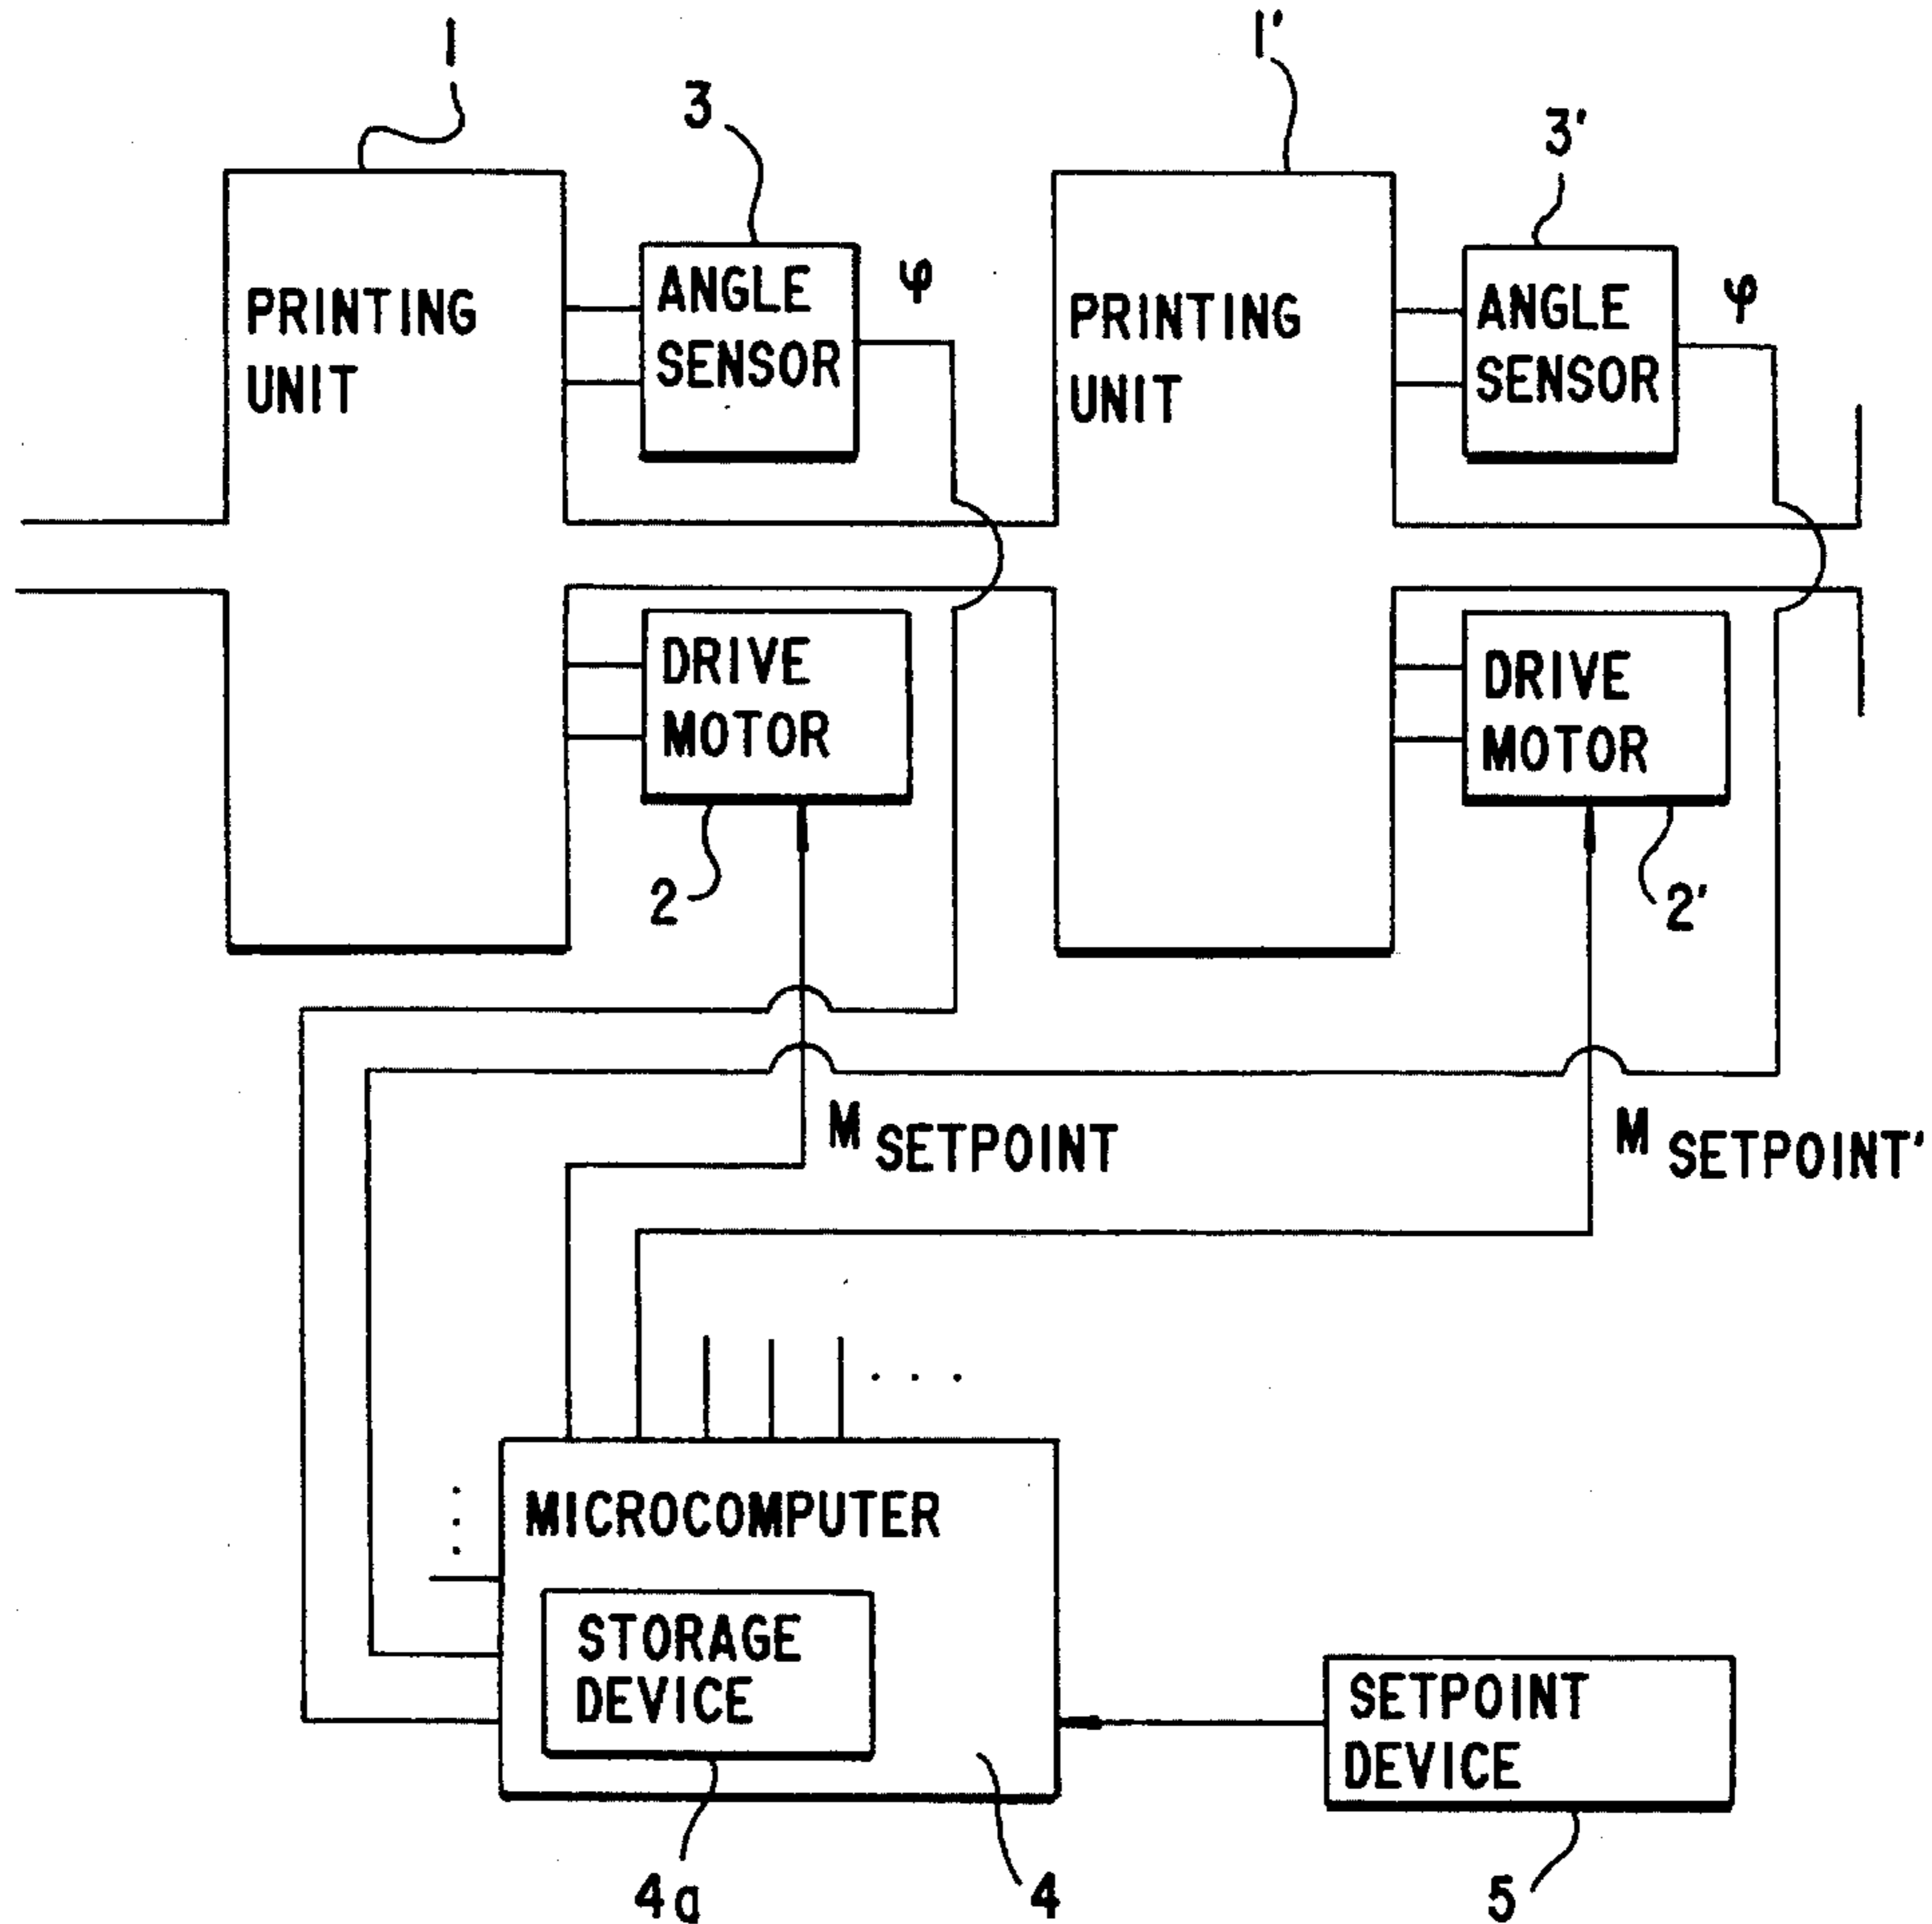 1
1'
3
3'
PRINTING
UNIT
ANGLE
SENSOR
φ
PRINTING
UNIT
ANGLE
SENSOR
φ
DRIVE
MOTOR
DRIVE
MOTOR
2
2'
M SETPOINT
M SETPOINT'
MICROCOMPUTER
STORAGE
DEVICE
SETPOINT
DEVICE
4a
4
5